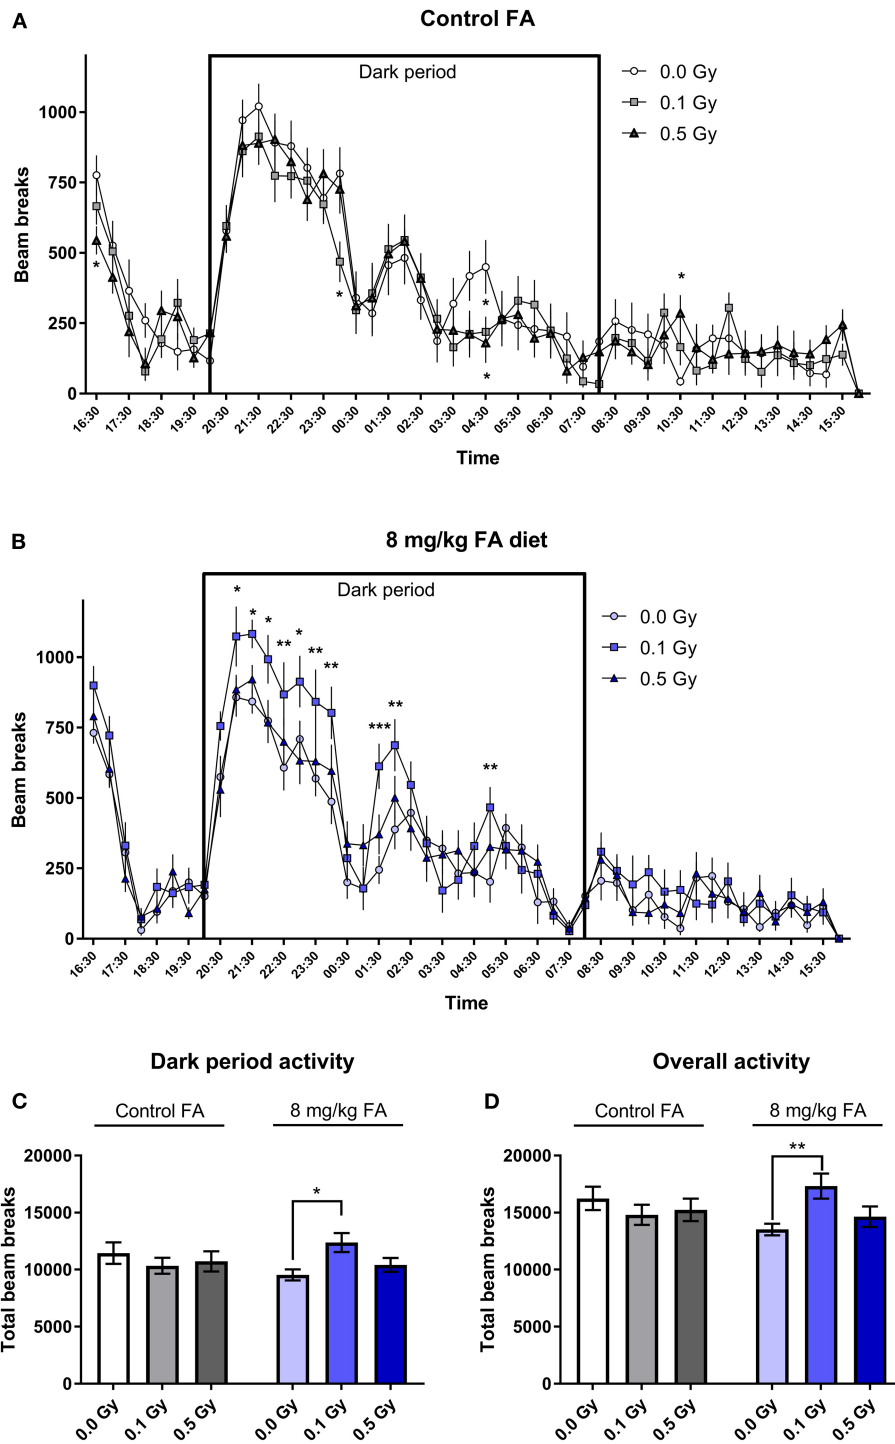 A
Control FA
Dark period
0.0 Gy
0.1 Gy
0.5 Gy
Beam breaks
1000
750
500
250
0
*
*
*
*
*
16:30 17:30 18:30 19:30 20:30 21:30 22:30 23:30 00:30 01:30 02:30 03:30 04:30 05:30 06:30 07:30 08:30 09:30 10:30 11:30 12:30 13:30 14:30 15:30
Time
B
8 mg/kg FA diet
Dark period
0.0 Gy
0.1 Gy
0.5 Gy
Beam breaks
1000
750
500
250
0
* * * ** * ** ** *** ** **
16:30 17:30 18:30 19:30 20:30 21:30 22:30 23:30 00:30 01:30 02:30 03:30 04:30 05:30 06:30 07:30 08:30 09:30 10:30 11:30 12:30 13:30 14:30 15:30
Time
Dark period activity
C
Control FA
8 mg/kg FA
Total beam breaks
20000
15000
10000
5000
0
*
0.0 Gy 0.1 Gy 0.5 Gy 0.0 Gy 0.1 Gy 0.5 Gy
Overall activity
D
Control FA
8 mg/kg FA
Total beam breaks
20000
15000
10000
5000
0
**
0.0 Gy 0.1 Gy 0.5 Gy 0.0 Gy 0.1 Gy 0.5 Gy